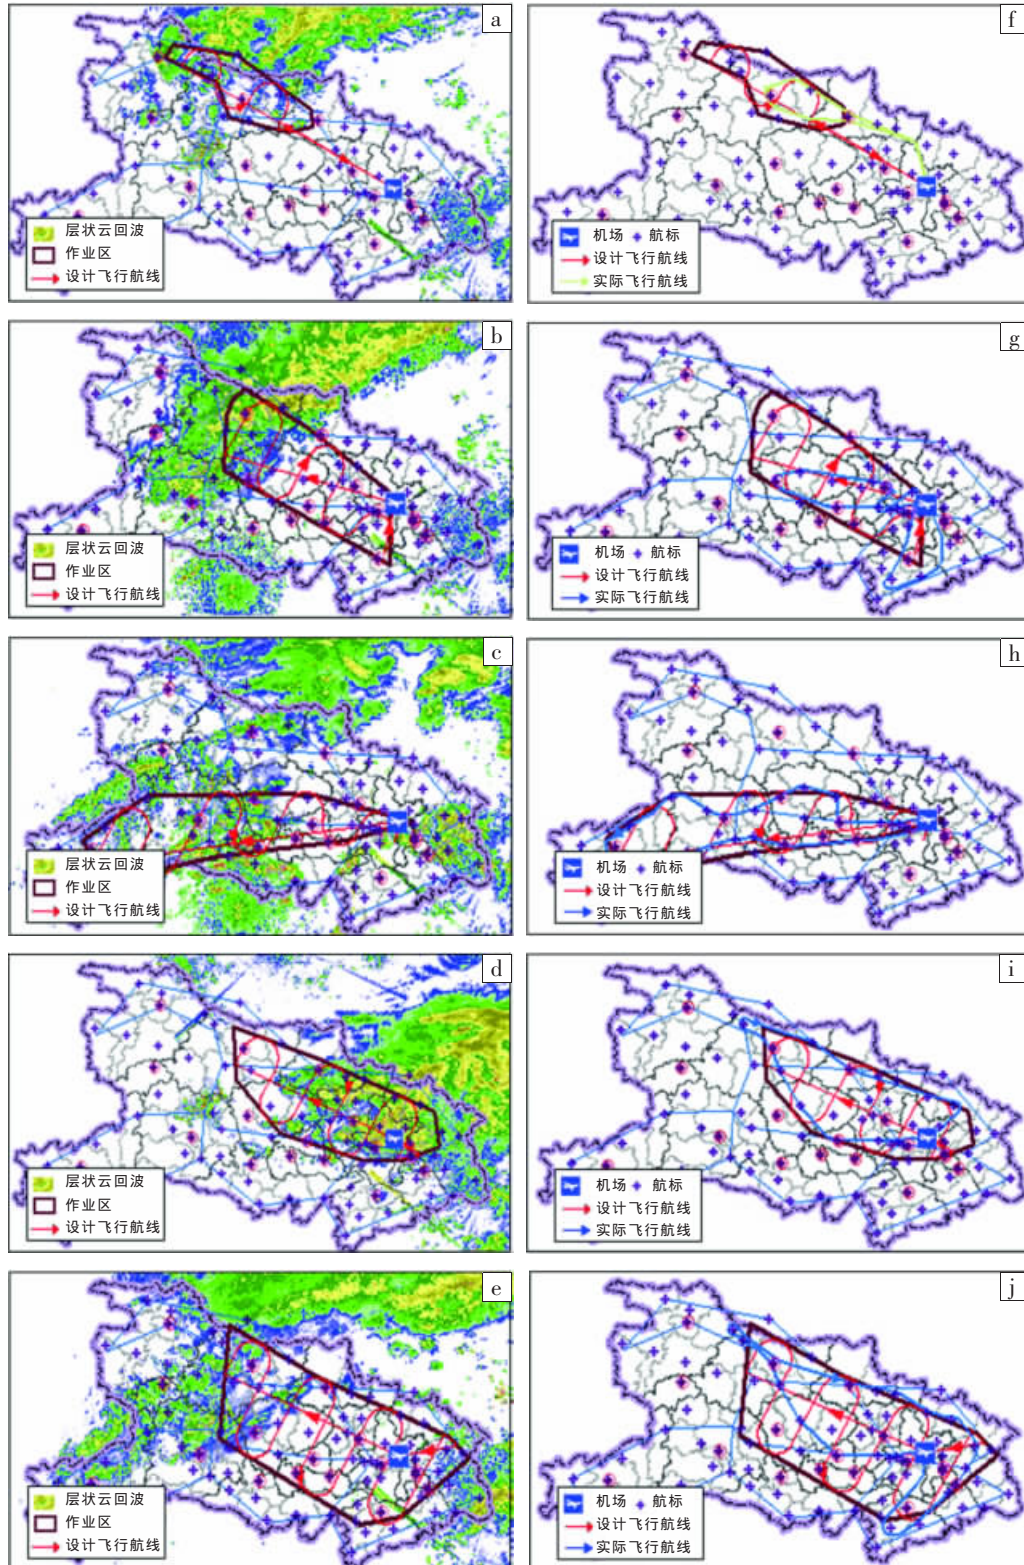 a
层状云回波
作业区
设计飞行航线
f
机场 航标
设计飞行航线
实际飞行航线
b
层状云回波
作业区
设计飞行航线
g
机场 航标
设计飞行航线
实际飞行航线
c
层状云回波
作业区
设计飞行航线
h
机场 航标
设计飞行航线
实际飞行航线
d
层状云回波
作业区
设计飞行航线
i
机场 航标
设计飞行航线
实际飞行航线
e
层状云回波
作业区
设计飞行航线
j
机场 航标
设计飞行航线
实际飞行航线